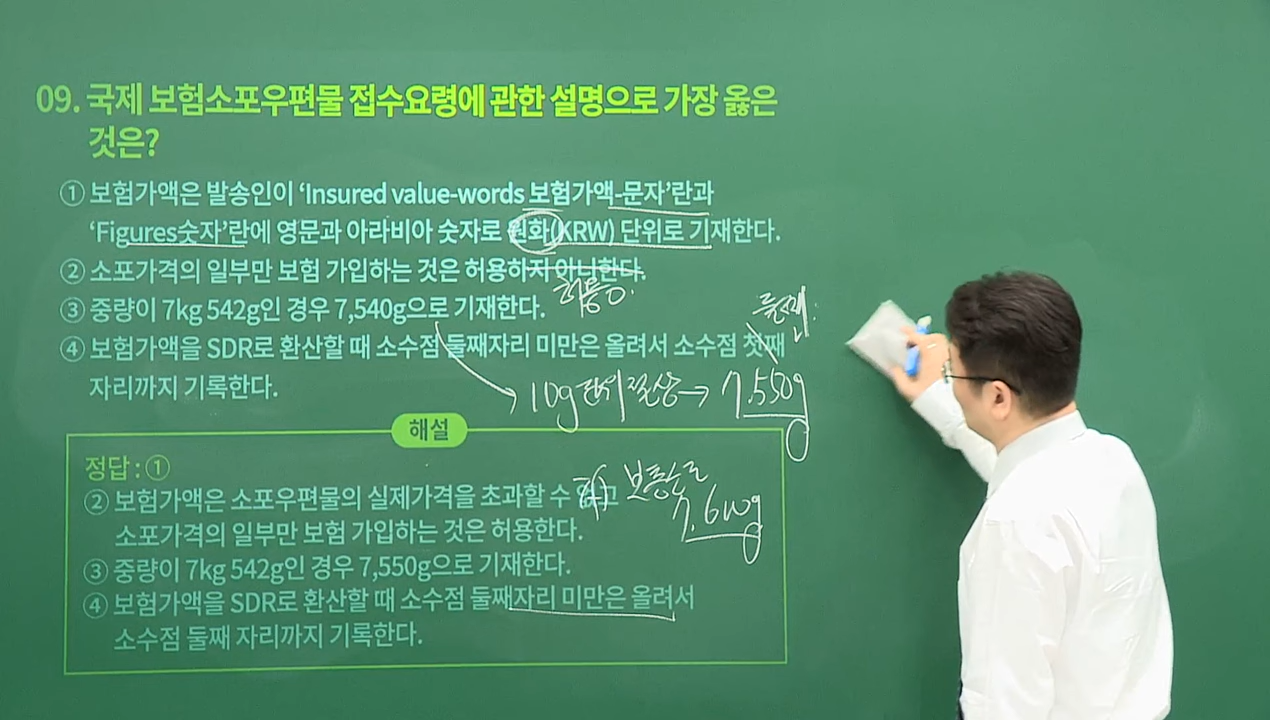 09. 국제 보험소포우편물 접수요령에 관한 설명으로 가장 옳은
것은?
① 보험가액은 발송인이 ‘Insured value-words 보험가액-문자’란과
‘Figures숫자’란에 영문과 아라비아 숫자로 원화(KRW) 단위로 기재한다.
② 소포가격의 일부만 보험 가입하는 것은 허용하지 아니한다.
허용O.
③ 중량이 7kg 542g인 경우 7,540g으로 기재한다.
둘째
④ 보험가액을 SDR로 환산할 때 소수점 둘째자리 미만은 올려서 소수점 첫째
자리까지 기록한다.
→ 10g 단위 절상 → 7.550g
해설
정답 : ①
② 보험가액은 소포우편물의 실제가격을 초과할 수 없고
소포가격의 일부만 보험 가입하는 것은 허용한다.
③ 중량이 7kg 542g인 경우 7,550g으로 기재한다.
④ 보험가액을 SDR로 환산할 때 소수점 둘째자리 미만은 올려서
소수점 둘째 자리까지 기록한다.